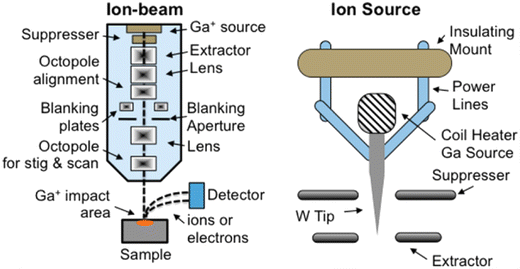 Ion-beam
Suppresser
Ga⁺ source
Extractor
Octopole
alignment
Lens
Blanking
plates
Blanking
Aperture
Octopole
for stig & scan
Lens
Ga⁺ impact
area
Detector
ions or
electrons
Sample
Ion Source
Insulating
Mount
Power
Lines
Coil Heater
Ga Source
Suppresser
W Tip
Extractor